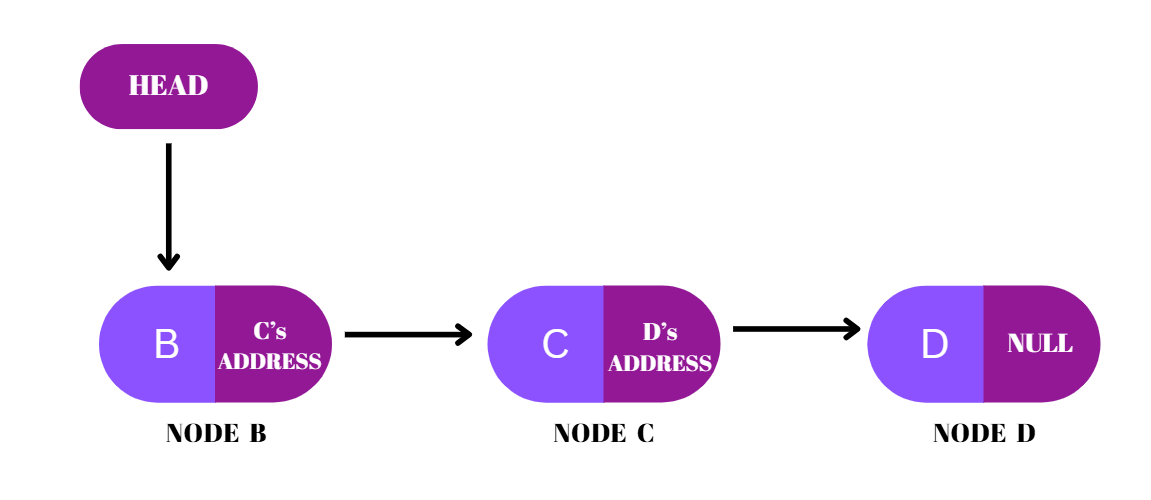 HEAD
B
C’s
ADDRESS
C
D’s
ADDRESS
D
NULL
NODE B
NODE C
NODE D